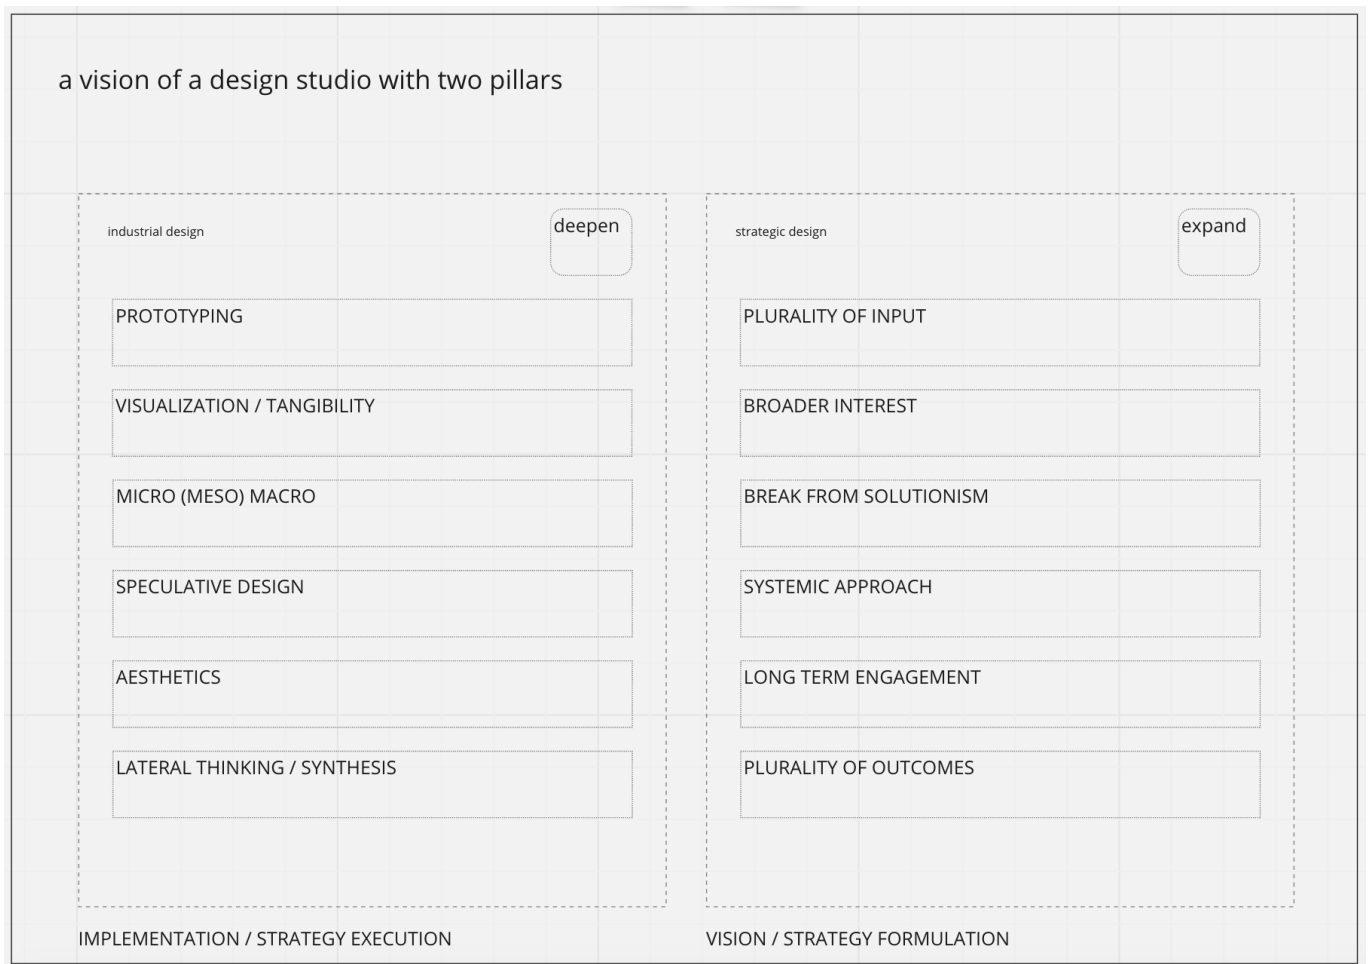 a vision of a design studio with two pillars
industrial design
deepen
PROTOTYPING
VISUALIZATION / TANGIBILITY
MICRO (MESO) MACRO
SPECULATIVE DESIGN
AESTHETICS
LATERAL THINKING / SYNTHESIS
IMPLEMENTATION / STRATEGY EXECUTION
strategic design
expand
PLURALITY OF INPUT
BROADER INTEREST
BREAK FROM SOLUTIONISM
SYSTEMIC APPROACH
LONG TERM ENGAGEMENT
PLURALITY OF OUTCOMES
VISION / STRATEGY FORMULATION